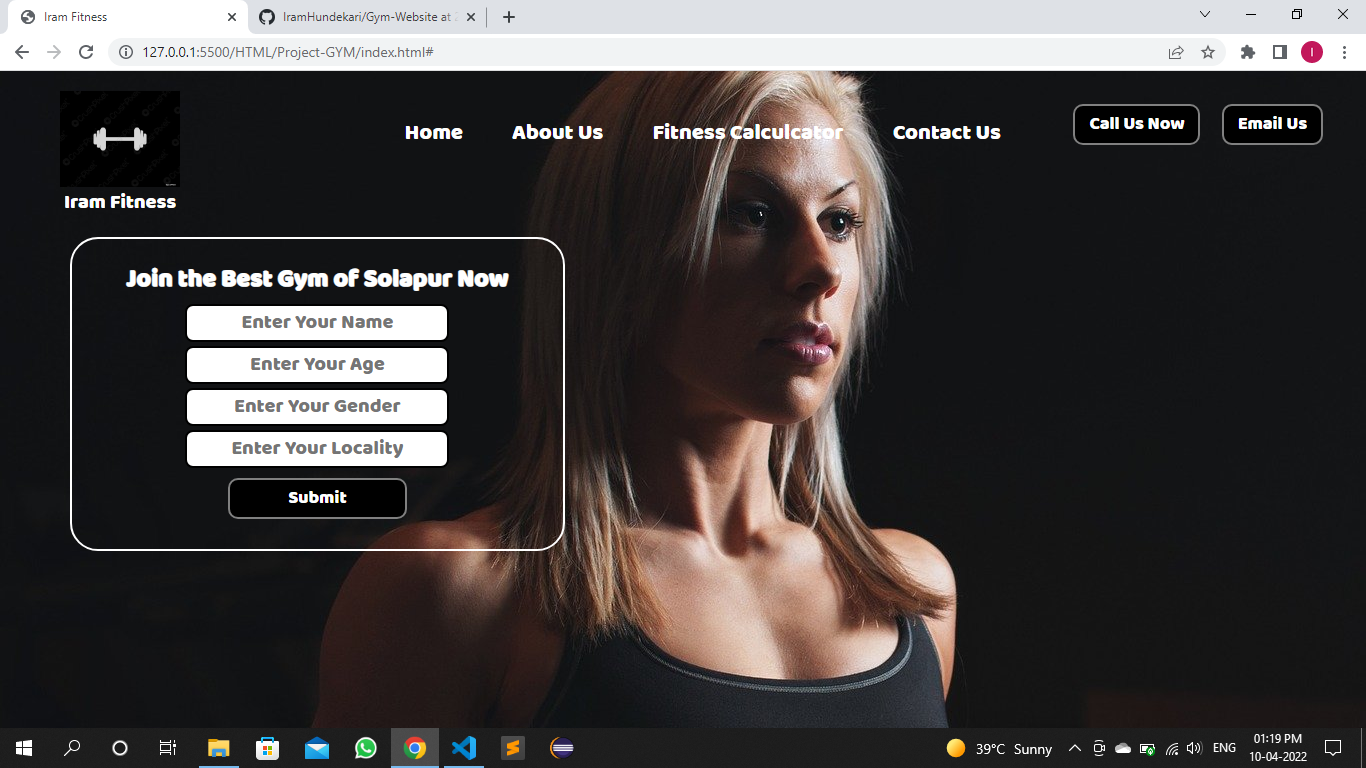 Iram Fitness
IramHundekari/Gym-Website at
127.0.0.1:5500/HTML/Project-GYM/index.html#
I
Home
About Us
Fitness Calculcator
Contact Us
Call Us Now
Email Us
Iram Fitness
Join the Best Gym of Solapur Now
Enter Your Name
Enter Your Age
Enter Your Gender
Enter Your Locality
Submit
39°C Sunny
ENG
01:19 PM
10-04-2022